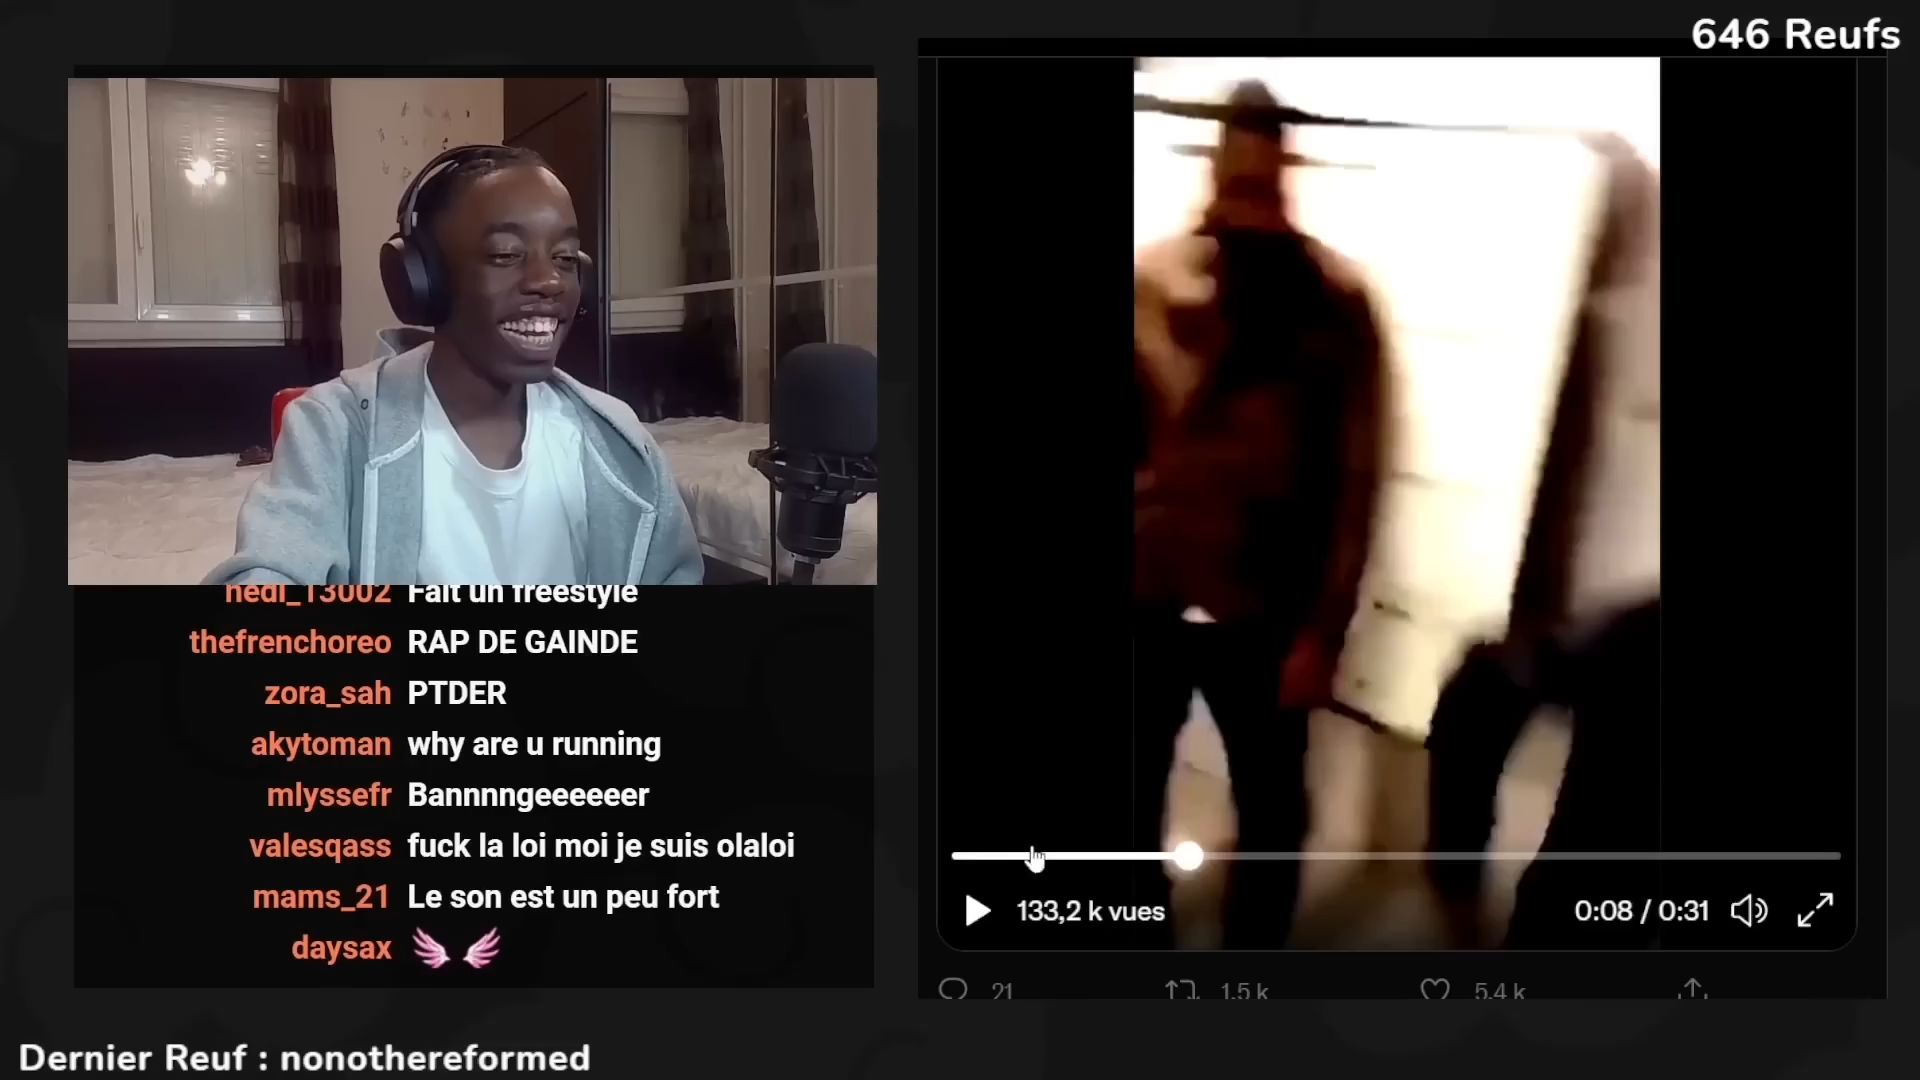 646 Reufs
nedi_13002 Fait un freestyle
thefrenchoreo RAP DE GAINDE
zora_sah PTDER
akytoman why are u running
mlyssefr Bannnngeeeeeer
valesqass fuck la loi moi je suis olaloi
mams_21 Le son est un peu fort
daysax
133,2 k vues 0:08 / 0:31
21 1,5 k 5,4 k
Dernier Reuf : nonothereformed